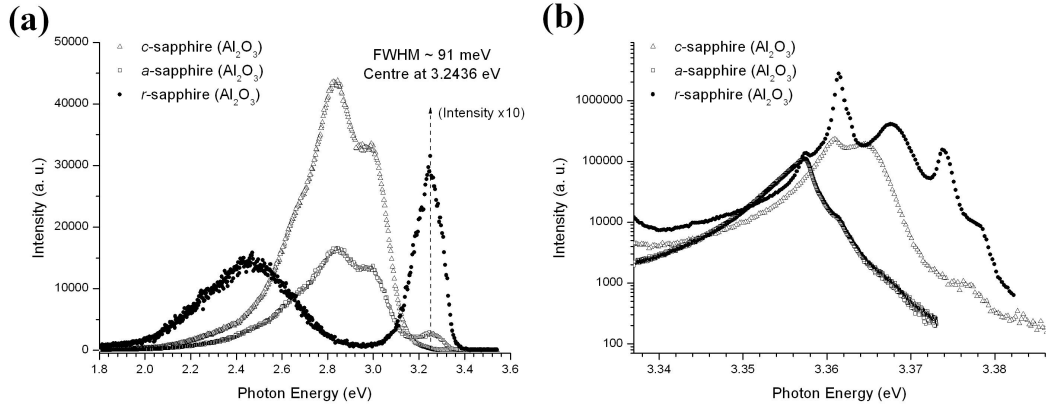 (a)
50000
40000
30000
20000
10000
0
Intensity (a. u.)
c-sapphire (Al2O3)
a-sapphire (Al2O3)
r-sapphire (Al2O3)
FWHM ~ 91 meV
Centre at 3.2436 eV
(Intensity x10)
1.8 2.0 2.2 2.4 2.6 2.8 3.0 3.2 3.4 3.6
Photon Energy (eV)
(b)
1000000
100000
10000
1000
100
Intensity (a. u.)
c-sapphire (Al2O3)
a-sapphire (Al2O3)
r-sapphire (Al2O3)
3.34 3.35 3.36 3.37 3.38
Photon Energy (eV)